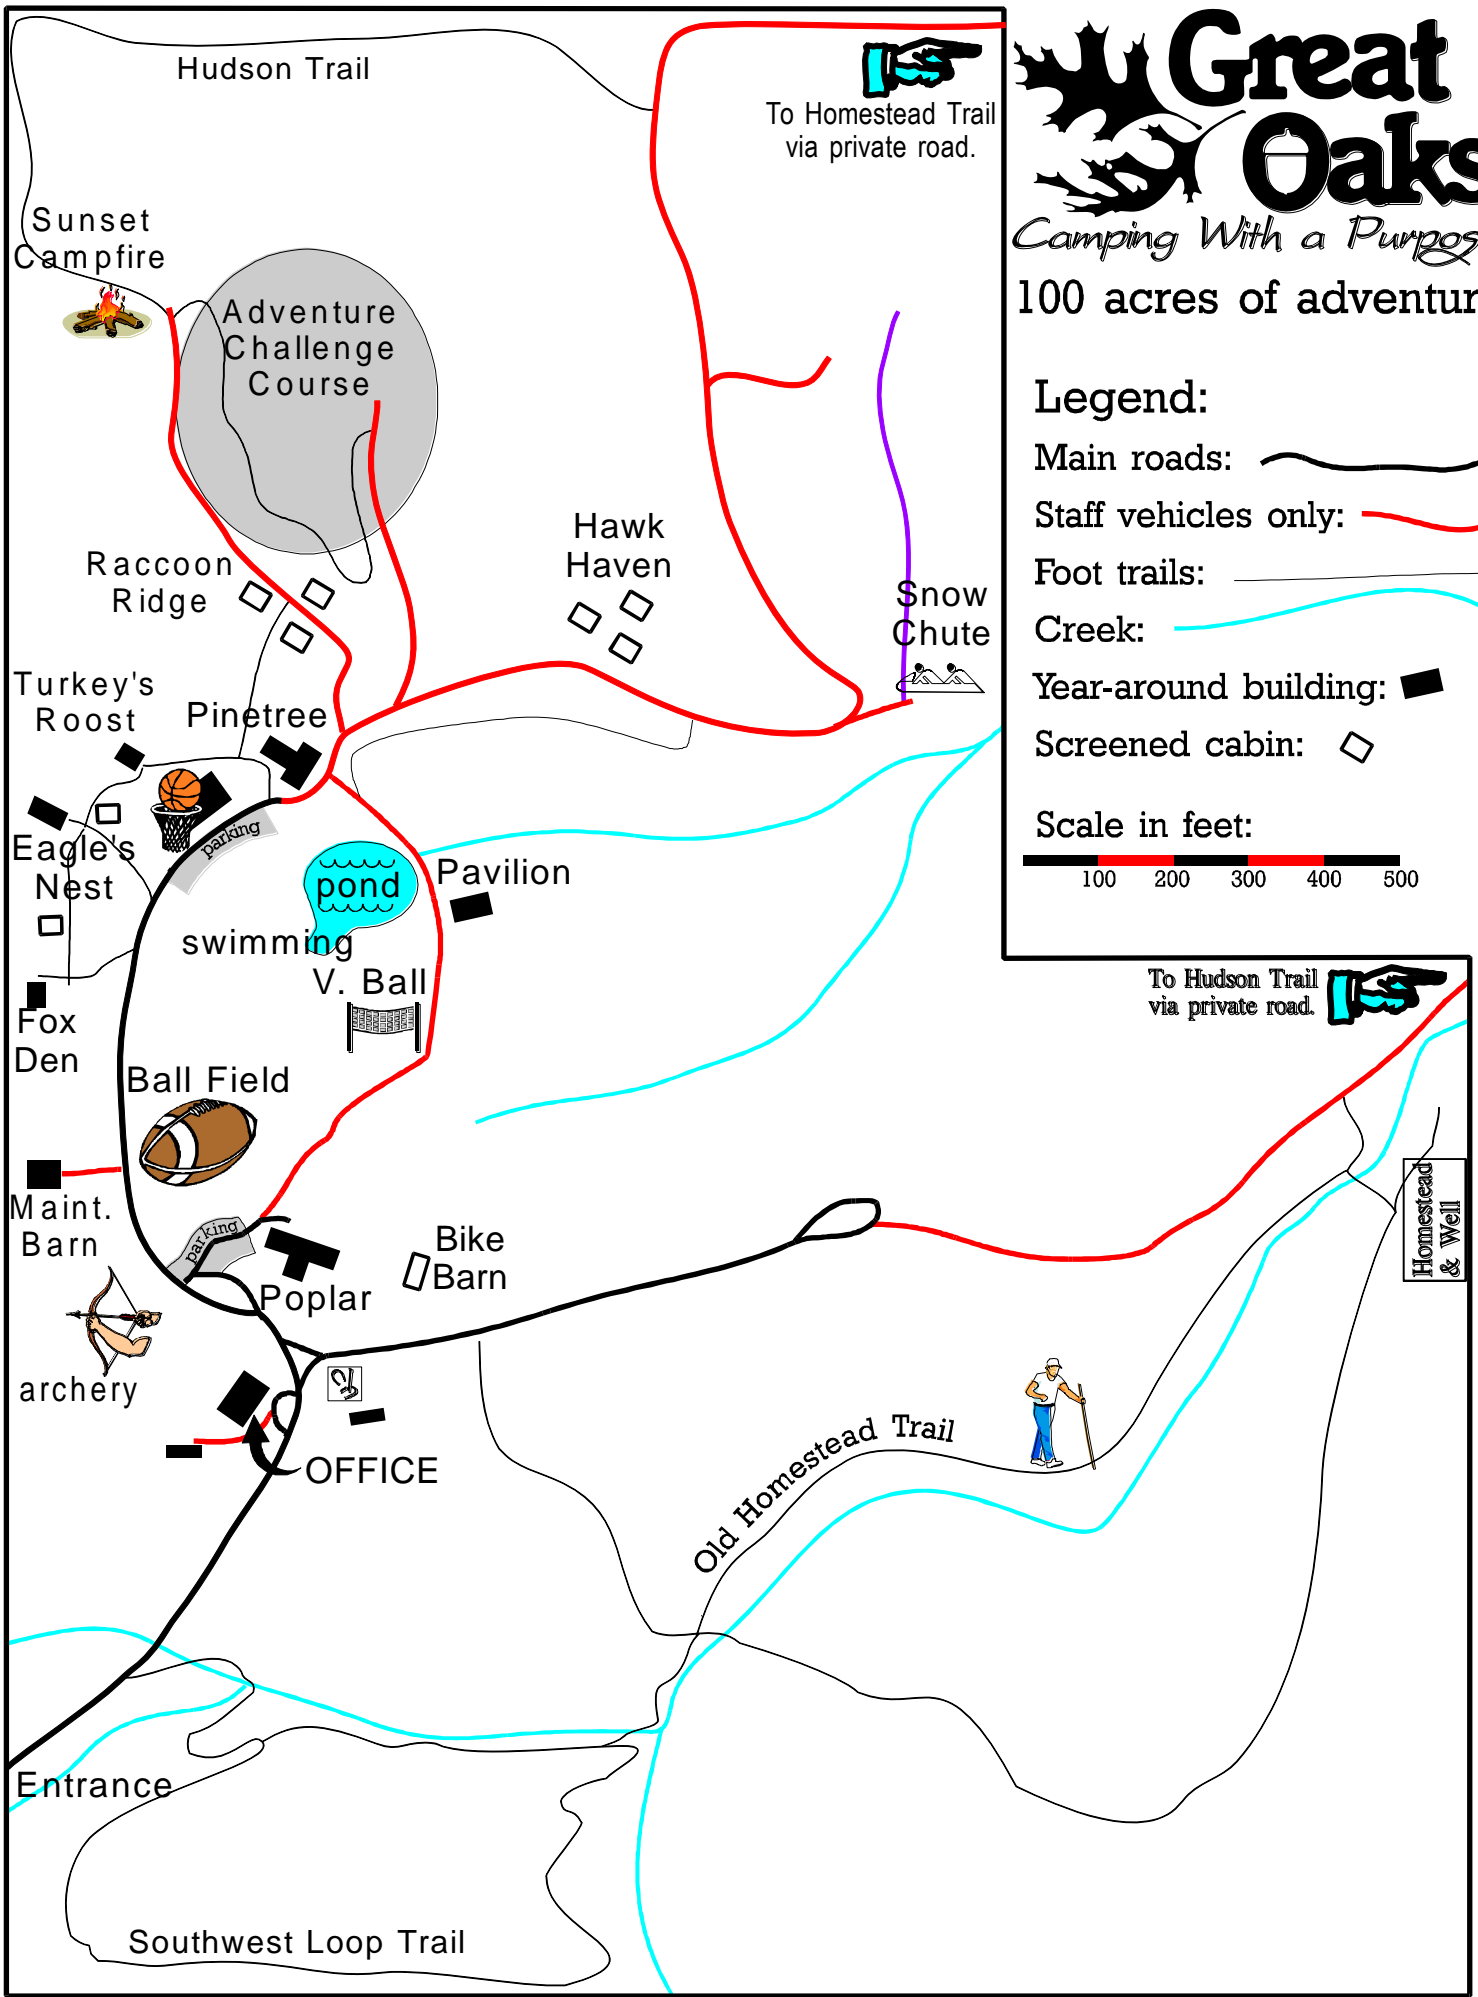 Hudson Trail
To Homestead Trail
via private road.
Great
Oaks
Camping With a Purpos
100 acres of adventur
Sunset
Campfire
Adventure
Challenge
Course
Legend:
Main roads:
Staff vehicles only:
Foot trails:
Creek:
Year-around building:
Screened cabin:
Scale in feet:
100 200 300 400 500
Hawk
Haven
Raccoon
Ridge
Snow
Chute
Turkey's
Roost
Pinetree
parking
Eagle's
Nest
pond
Pavilion
swimming
V. Ball
Fox
Den
To Hudson Trail
via private road.
Ball Field
Maint.
Barn
parking
Bike
Barn
Poplar
Homestead
& Well
archery
OFFICE
Old Homestead Trail
Entrance
Southwest Loop Trail